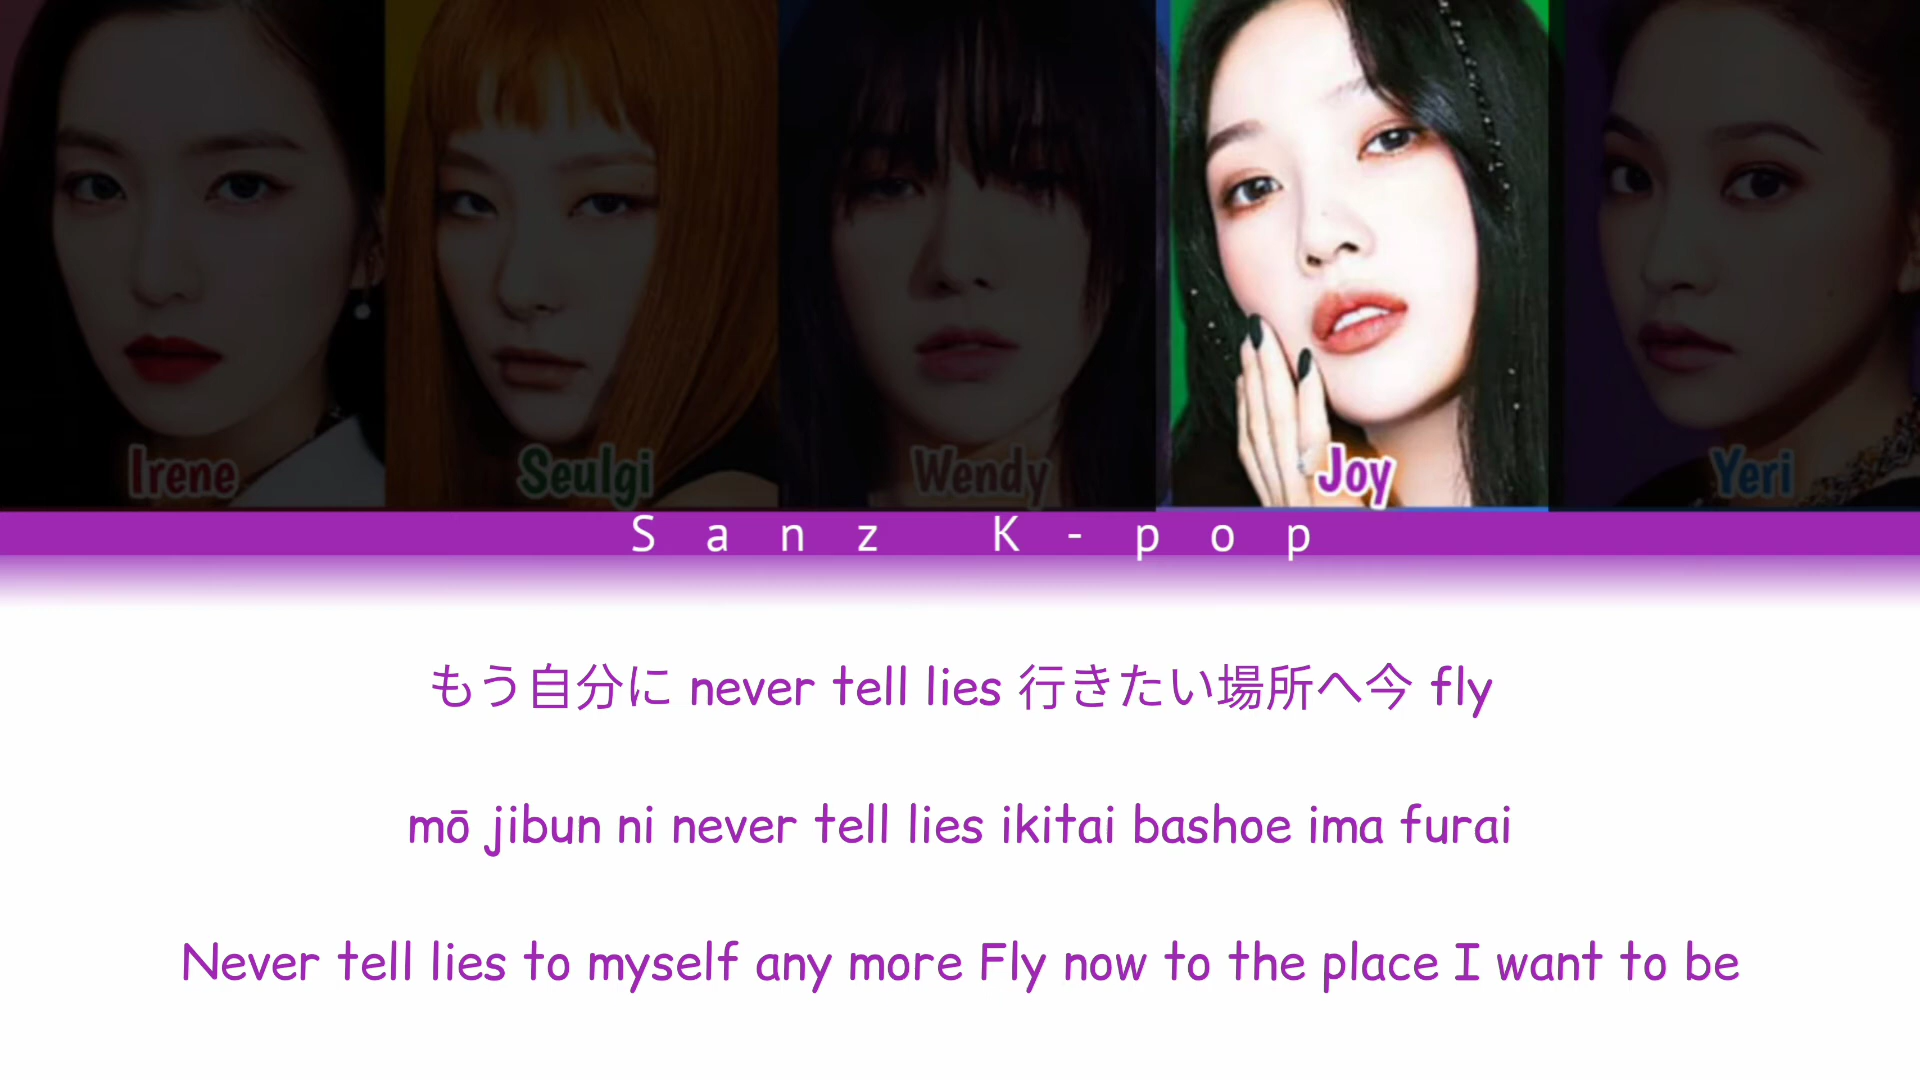 Irene Seulgi Wendy Joy Yeri
Sanz K-pop
もう自分に never tell lies 行きたい場所へ今 fly
mō jibun ni never tell lies ikitai bashoe ima furai
Never tell lies to myself any more Fly now to the place I want to be